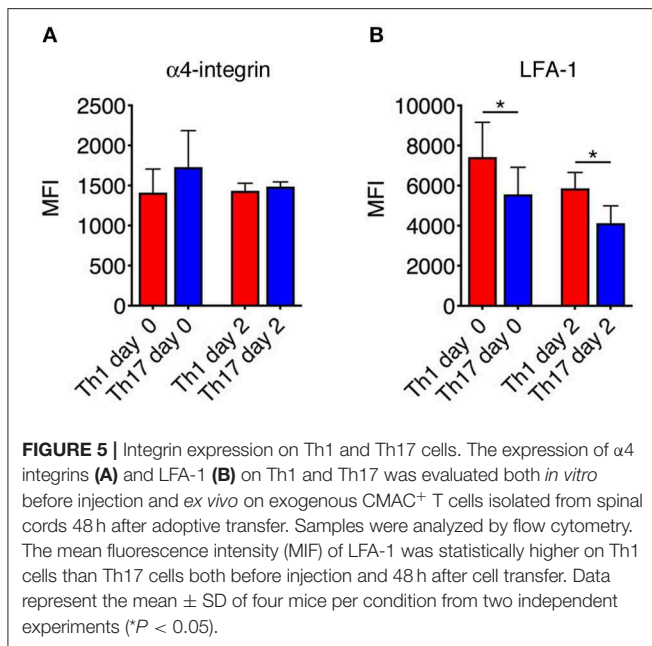 A
α4-integrin
2500
2000
1500
1000
500
0
MFI
Th1 day 0
Th17 day 0
Th1 day 2
Th17 day 2
B
LFA-1
10000
8000
6000
4000
2000
0
MFI
*
*
Th1 day 0
Th17 day 0
Th1 day 2
Th17 day 2
FIGURE 5 | Integrin expression on Th1 and Th17 cells. The expression of α4
integrins (A) and LFA-1 (B) on Th1 and Th17 was evaluated both in vitro
before injection and ex vivo on exogenous CMAC⁺ T cells isolated from spinal
cords 48 h after adoptive transfer. Samples were analyzed by flow cytometry.
The mean fluorescence intensity (MIF) of LFA-1 was statistically higher on Th1
cells than Th17 cells both before injection and 48 h after cell transfer. Data
represent the mean ± SD of four mice per condition from two independent
experiments (*P < 0.05).